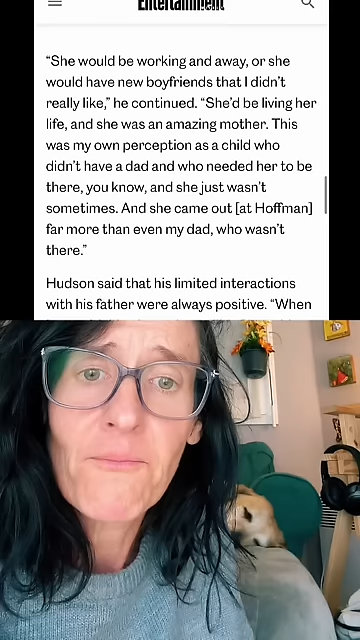 Entertainment
“She would be working and away, or she
would have new boyfriends that I didn’t
really like,” he continued. “She’d be living her
life, and she was an amazing mother. This
was my own perception as a child who
didn’t have a dad and who needed her to be
there, you know, and she just wasn’t
sometimes. And she came out [at Hoffman]
far more than even my dad, who wasn’t
there.”
Hudson said that his limited interactions
with his father were always positive. “When